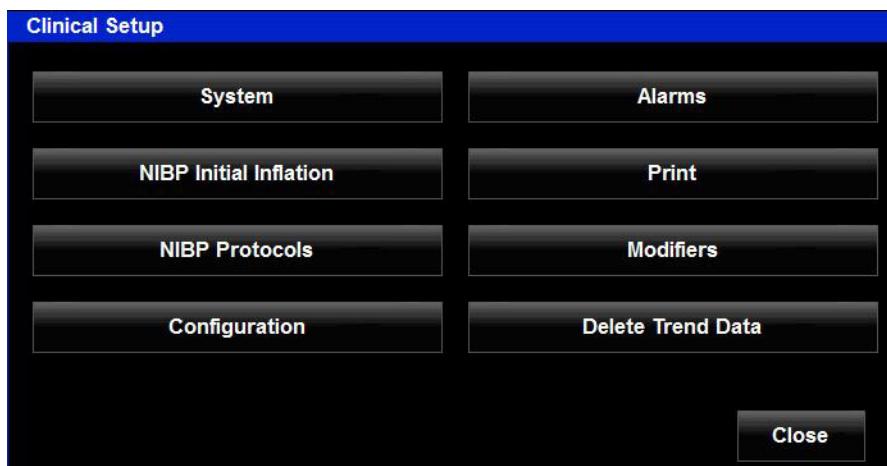 Clinical Setup
System
Alarms
NIBP Initial Inflation
Print
NIBP Protocols
Modifiers
Configuration
Delete Trend Data
Close